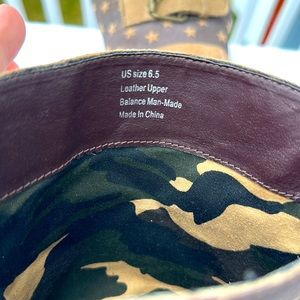 US size 6.5
Leather Upper
Balance Man-Made
Made In China